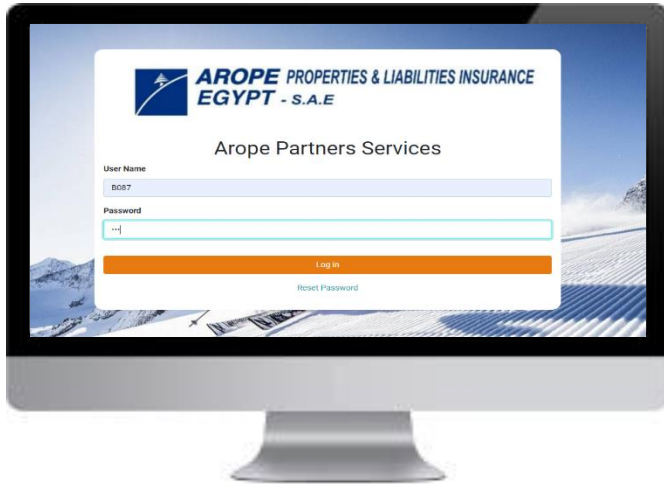 AROPE PROPERTIES & LIABILITIES INSURANCE
EGYPT - S.A.E
Arope Partners Services
User Name
B087
Password
•••
Log in
Reset Password